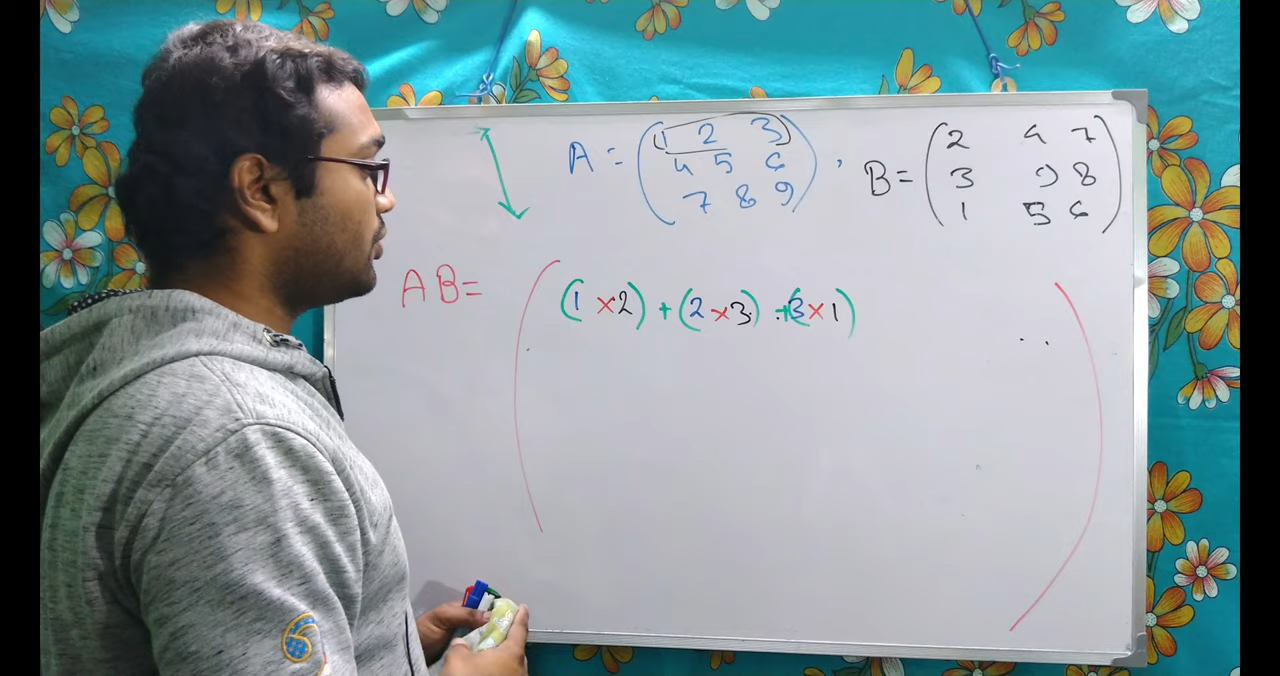 A = ( 1 2 3 ) , B = ( 2 4 7 )
4 5 6 3 9 8
7 8 9 1 5 6
AB = ( (1 × 2) + (2 × 3) + (3 × 1) .. )